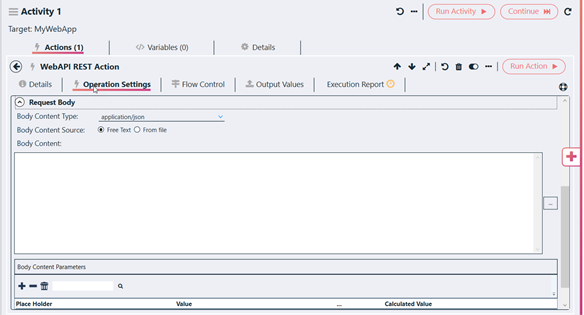 Activity 1
Run Activity
Continue
Target: MyWebApp
Actions (1)
Variables (0)
Details
WebAPI REST Action
Run Action
Details
Operation Settings
Flow Control
Output Values
Execution Report
Request Body
Body Content Type:
application/json
Body Content Source:
Free Text
From file
Body Content:
...
Body Content Parameters
Place Holder
Value
...
Calculated Value